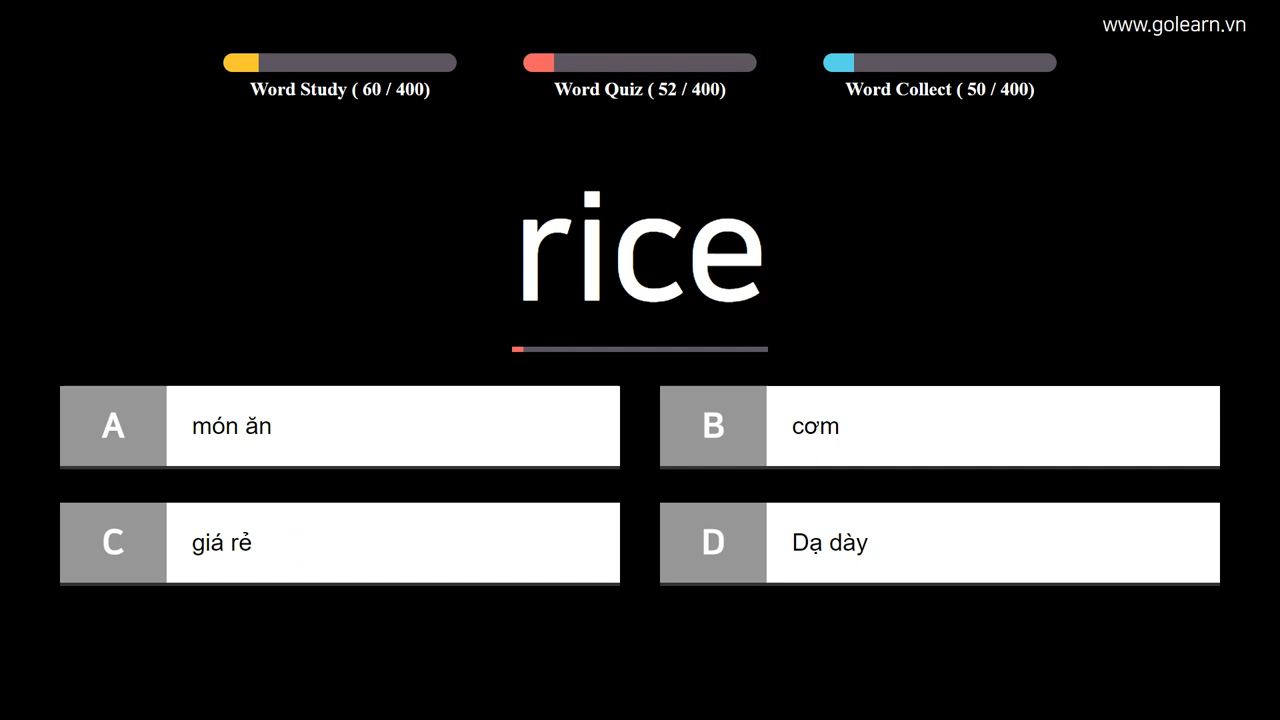 www.golearn.vn
Word Study ( 60 / 400)
Word Quiz ( 52 / 400)
Word Collect ( 50 / 400)
rice
A món ăn
B cơm
C giá rẻ
D Dạ dày